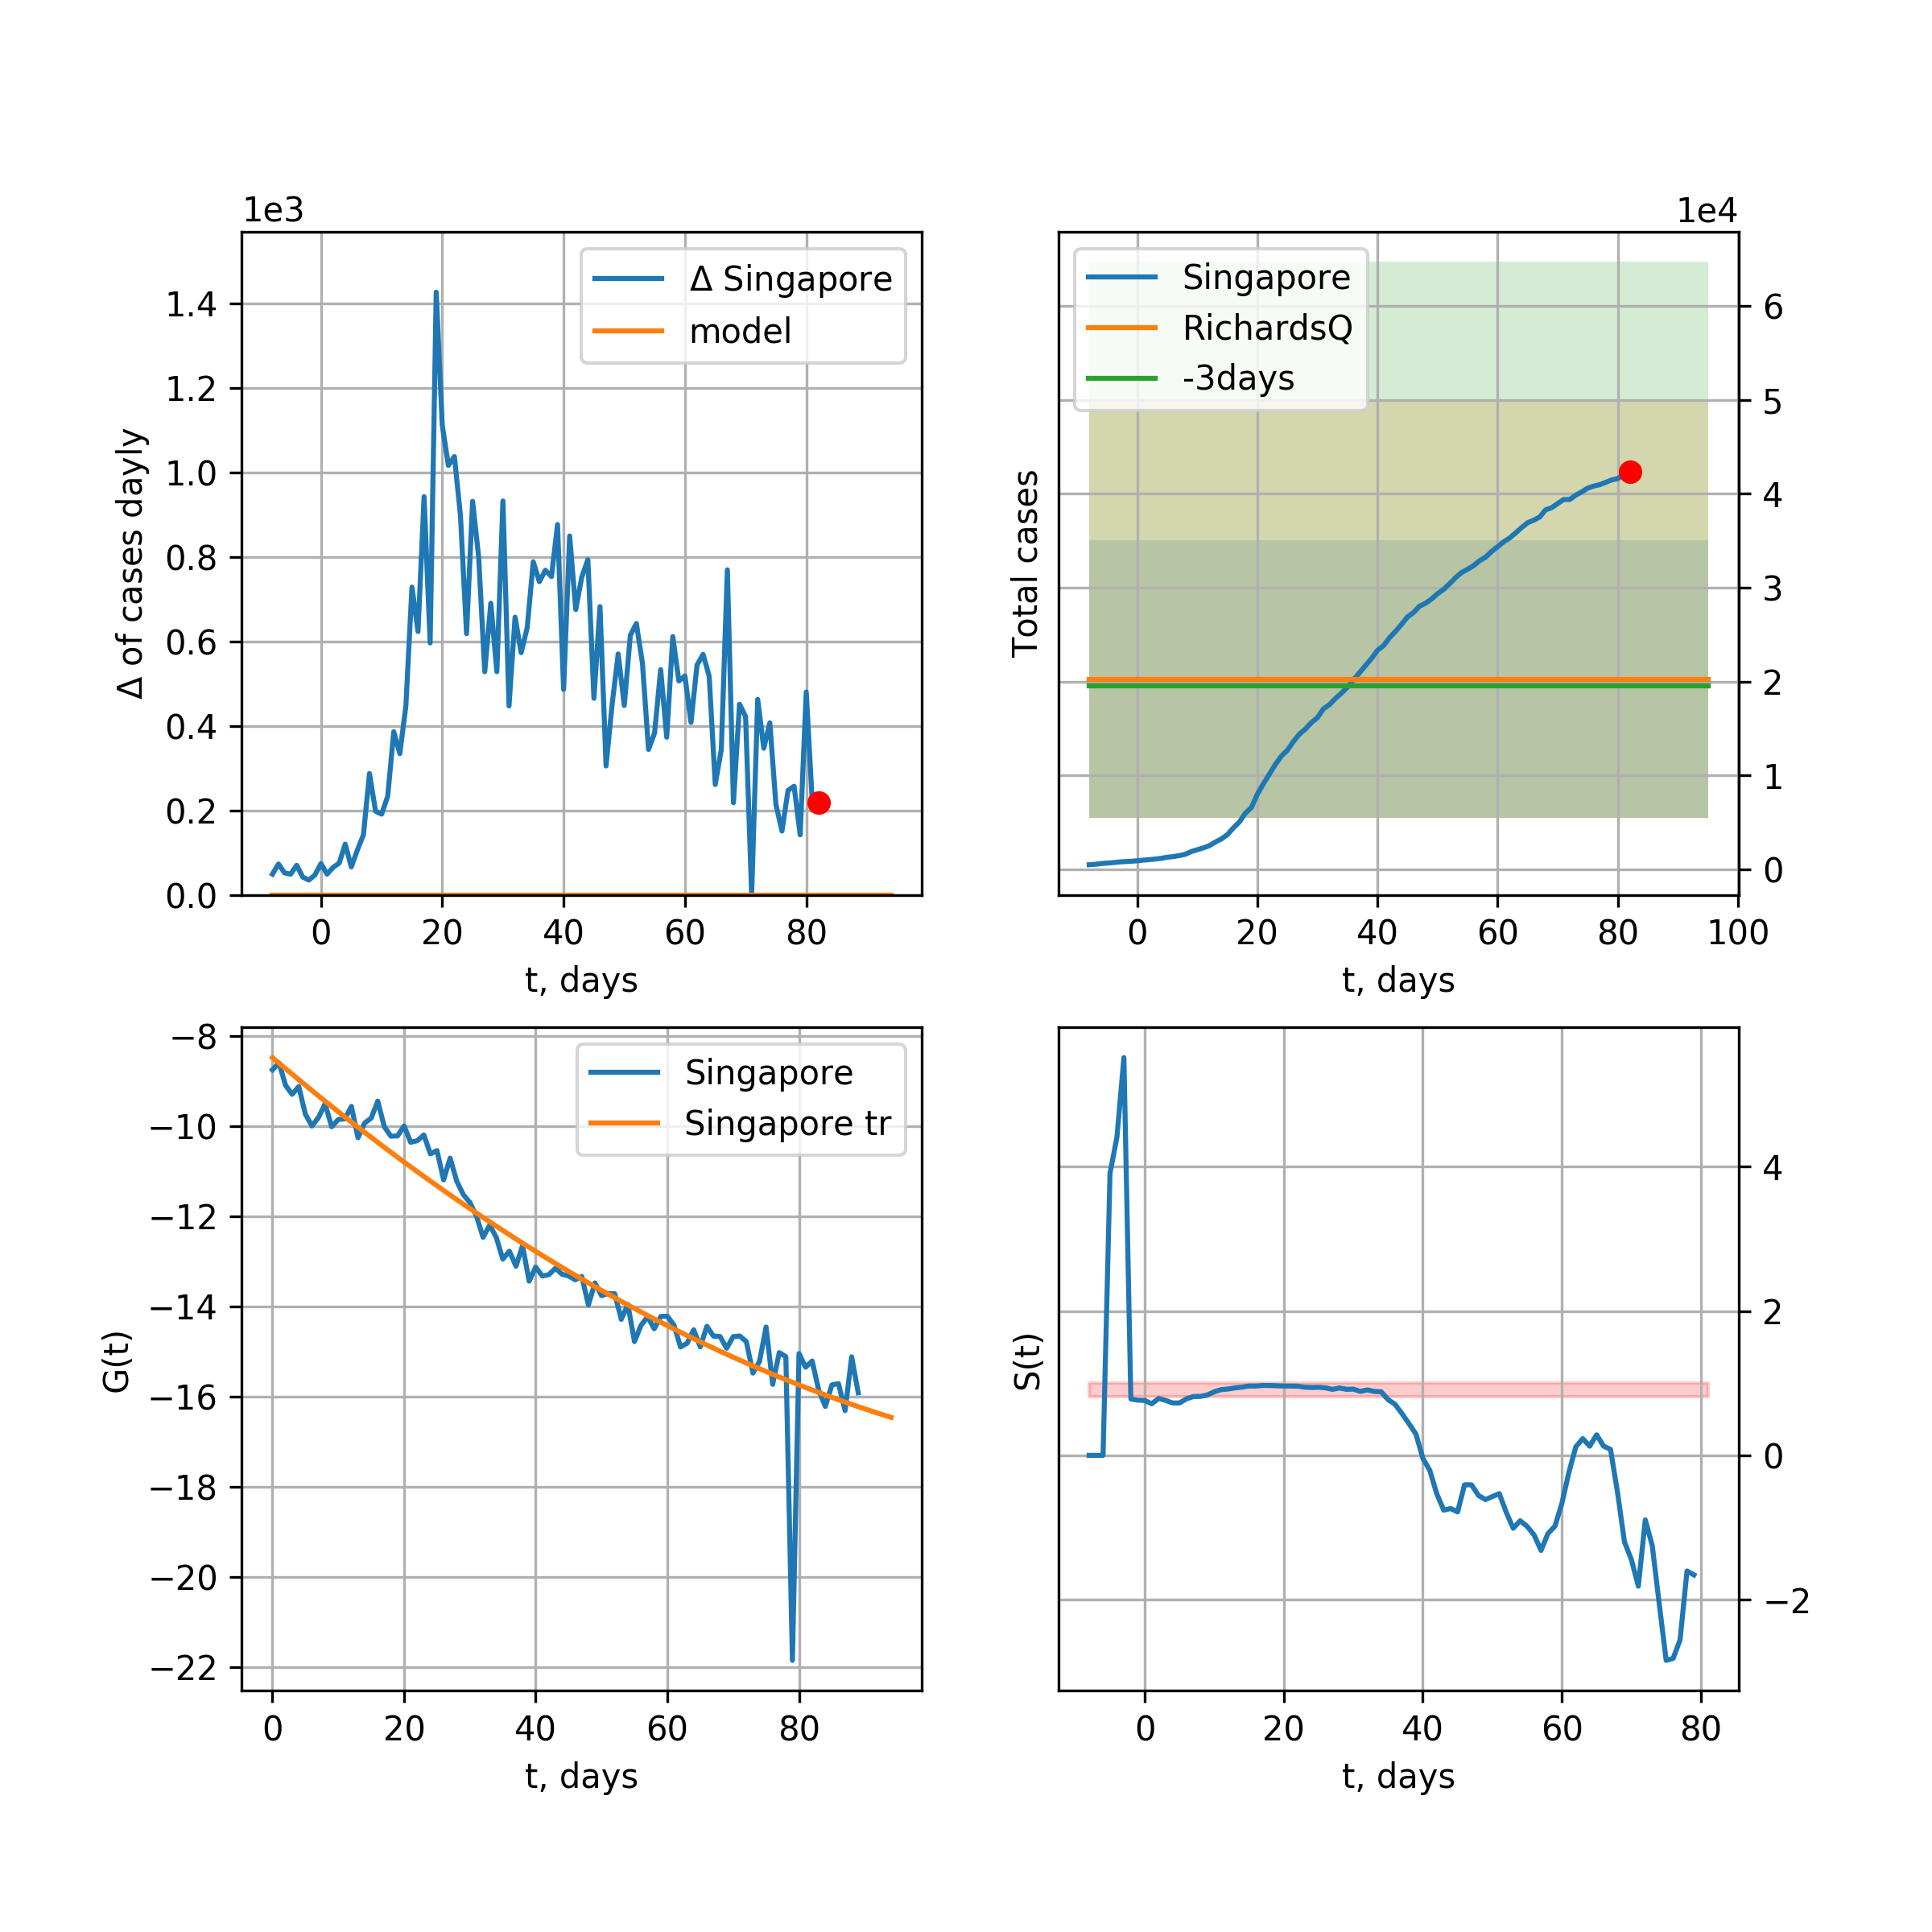 1e3
Δ of cases dayly
1.4
1.2
1.0
0.8
0.6
0.4
0.2
0.0
0 20 40 60 80
t, days
Δ Singapore
model
1e4
Total cases
6
5
4
3
2
1
0
0 20 40 60 80 100
t, days
Singapore
RichardsQ
-3days
G(t)
−8
−10
−12
−14
−16
−18
−20
−22
0 20 40 60 80
t, days
Singapore
Singapore tr
S(t)
4
2
0
−2
0 20 40 60 80
t, days